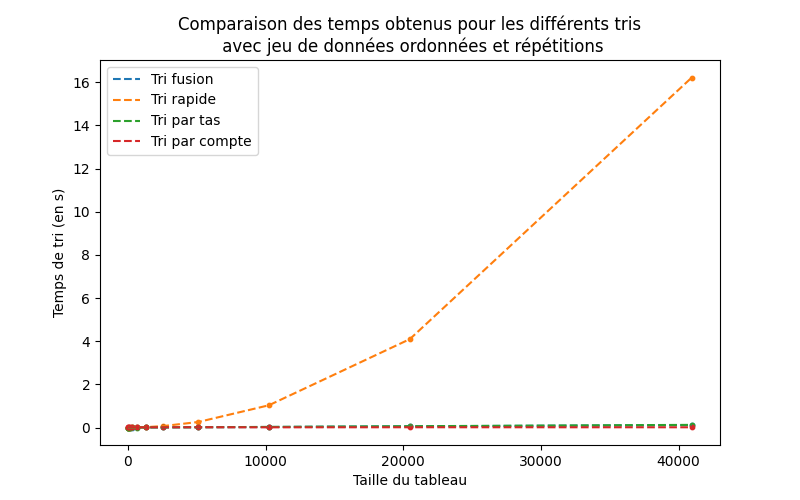 Comparaison des temps obtenus pour les différents tris
avec jeu de données ordonnées et répétitions
Tri fusion
Tri rapide
Tri par tas
Tri par compte
16
14
12
10
8
6
4
2
0
Temps de tri (en s)
0
10000
20000
30000
40000
Taille du tableau